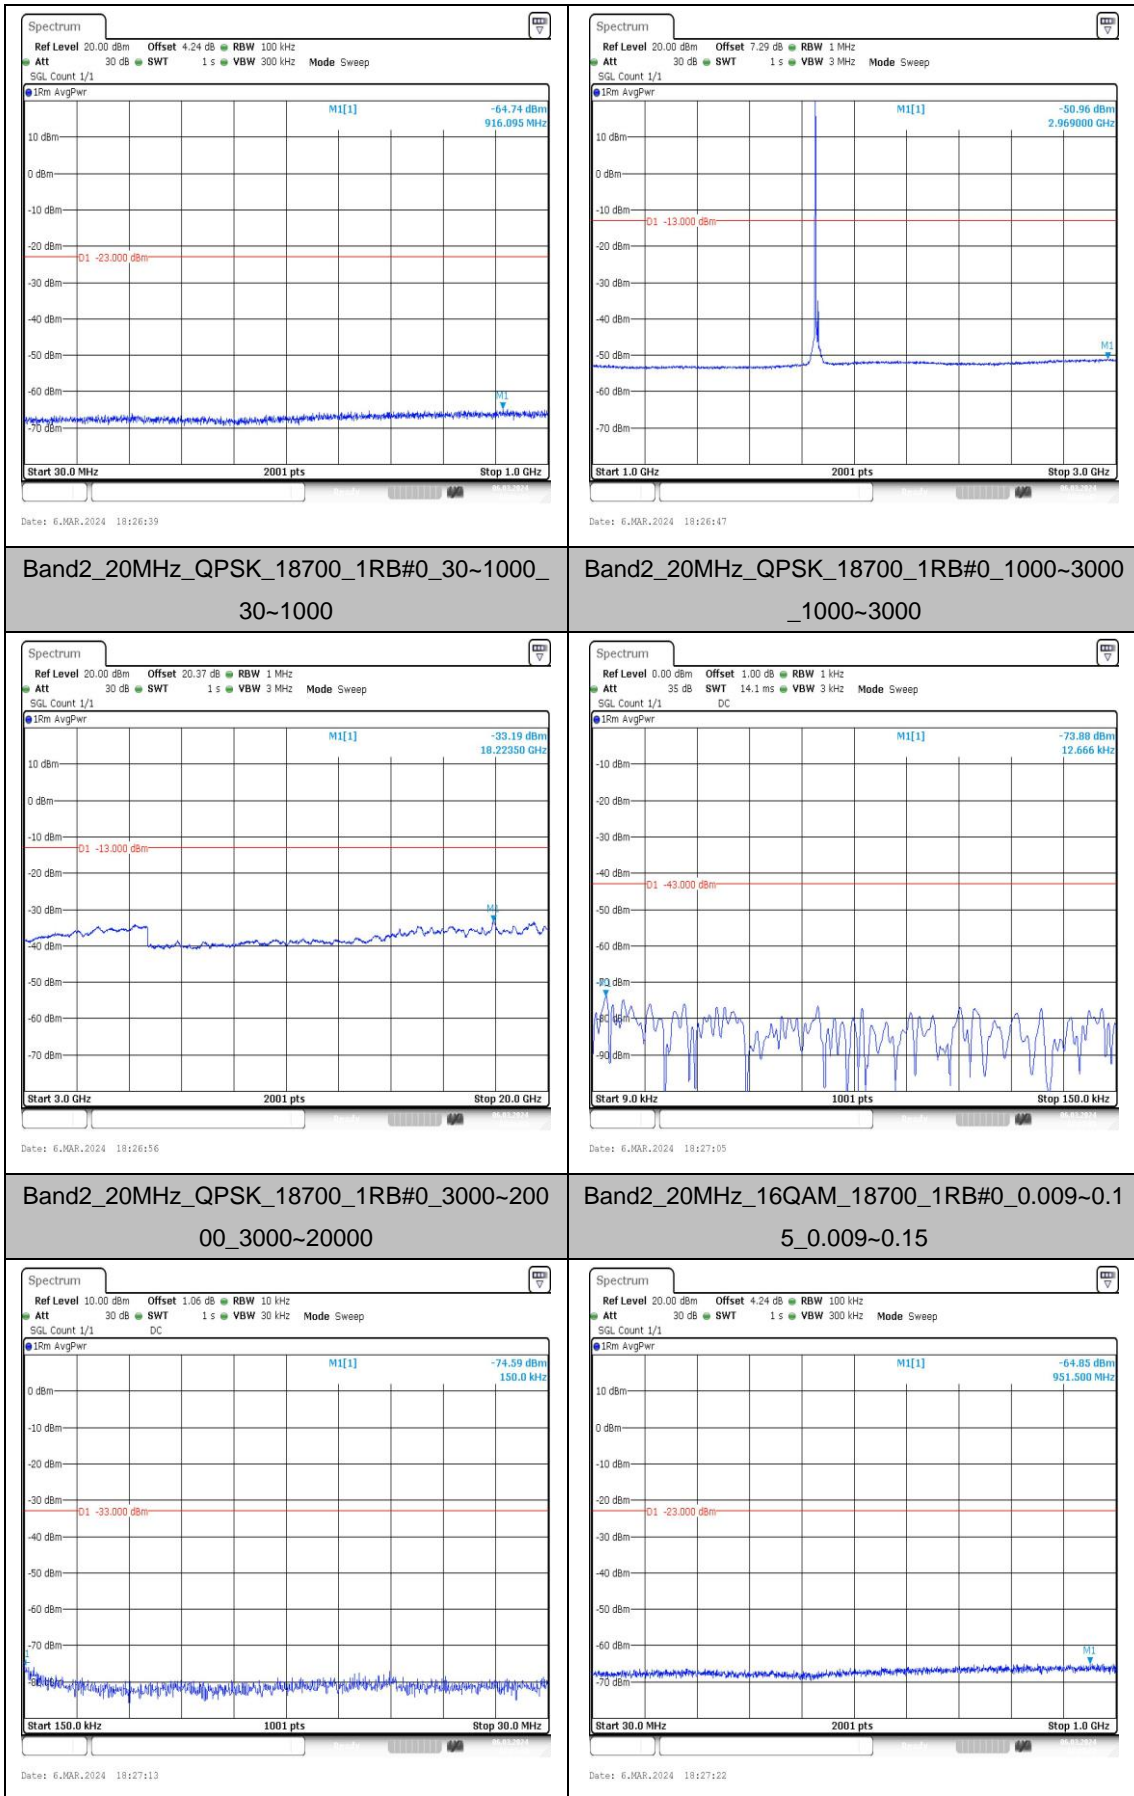 Spectrum
Ref Level 20.00 dBm Offset 4.24 dB RBW 100 kHz
Att 30 dB SWT 1 s VBW 300 kHz Mode Sweep
SGL Count 1/1
1Rm AvgPwr
M1[1] -64.74 dBm
916.095 MHz
10 dBm
0 dBm
-10 dBm
-20 dBm
D1 -23.000 dBm
-30 dBm
-40 dBm
-50 dBm
-60 dBm
M1
-70 dBm
Start 30.0 MHz 2001 pts Stop 1.0 GHz
Date: 6.MAR.2024 18:26:39
Spectrum
Ref Level 20.00 dBm Offset 7.29 dB RBW 1 MHz
Att 30 dB SWT 1 s VBW 3 MHz Mode Sweep
SGL Count 1/1
1Rm AvgPwr
M1[1] -50.96 dBm
2.969000 GHz
10 dBm
0 dBm
-10 dBm
D1 -13.000 dBm
-20 dBm
-30 dBm
-40 dBm
M1
-50 dBm
-60 dBm
-70 dBm
Start 1.0 GHz 2001 pts Stop 3.0 GHz
Date: 6.MAR.2024 18:26:47
Band2_20MHz_QPSK_18700_1RB#0_30~1000_
30~1000
Band2_20MHz_QPSK_18700_1RB#0_1000~3000
_1000~3000
Spectrum
Ref Level 20.00 dBm Offset 20.37 dB RBW 1 MHz
Att 30 dB SWT 1 s VBW 3 MHz Mode Sweep
SGL Count 1/1
1Rm AvgPwr
M1[1] -33.19 dBm
18.22350 GHz
10 dBm
0 dBm
-10 dBm
D1 -13.000 dBm
-20 dBm
-30 dBm
M1
-40 dBm
-50 dBm
-60 dBm
-70 dBm
Start 3.0 GHz 2001 pts Stop 20.0 GHz
Date: 6.MAR.2024 18:26:56
Spectrum
Ref Level 0.00 dBm Offset 1.00 dB RBW 1 kHz
Att 35 dB SWT 14.1 ms VBW 3 kHz Mode Sweep
SGL Count 1/1 DC
1Rm AvgPwr
M1[1] -73.88 dBm
12.666 kHz
-10 dBm
-20 dBm
-30 dBm
-40 dBm
D1 -43.000 dBm
-50 dBm
-60 dBm
-70 dBm
-80 dBm
-90 dBm
Start 9.0 kHz 1001 pts Stop 150.0 kHz
Date: 6.MAR.2024 18:27:05
Band2_20MHz_QPSK_18700_1RB#0_3000~200
00_3000~20000
Band2_20MHz_16QAM_18700_1RB#0_0.009~0.1
5_0.009~0.15
Spectrum
Ref Level 10.00 dBm Offset 1.06 dB RBW 10 kHz
Att 30 dB SWT 1 s VBW 30 kHz Mode Sweep
SGL Count 1/1 DC
1Rm AvgPwr
M1[1] -74.59 dBm
150.0 kHz
0 dBm
-10 dBm
-20 dBm
-30 dBm
D1 -33.000 dBm
-40 dBm
-50 dBm
-60 dBm
-70 dBm
-80 dBm
Start 150.0 kHz 1001 pts Stop 30.0 MHz
Date: 6.MAR.2024 18:27:13
Spectrum
Ref Level 20.00 dBm Offset 4.24 dB RBW 100 kHz
Att 30 dB SWT 1 s VBW 300 kHz Mode Sweep
SGL Count 1/1
1Rm AvgPwr
M1[1] -64.85 dBm
951.500 MHz
10 dBm
0 dBm
-10 dBm
-20 dBm
D1 -23.000 dBm
-30 dBm
-40 dBm
-50 dBm
-60 dBm
M1
-70 dBm
Start 30.0 MHz 2001 pts Stop 1.0 GHz
Date: 6.MAR.2024 18:27:22